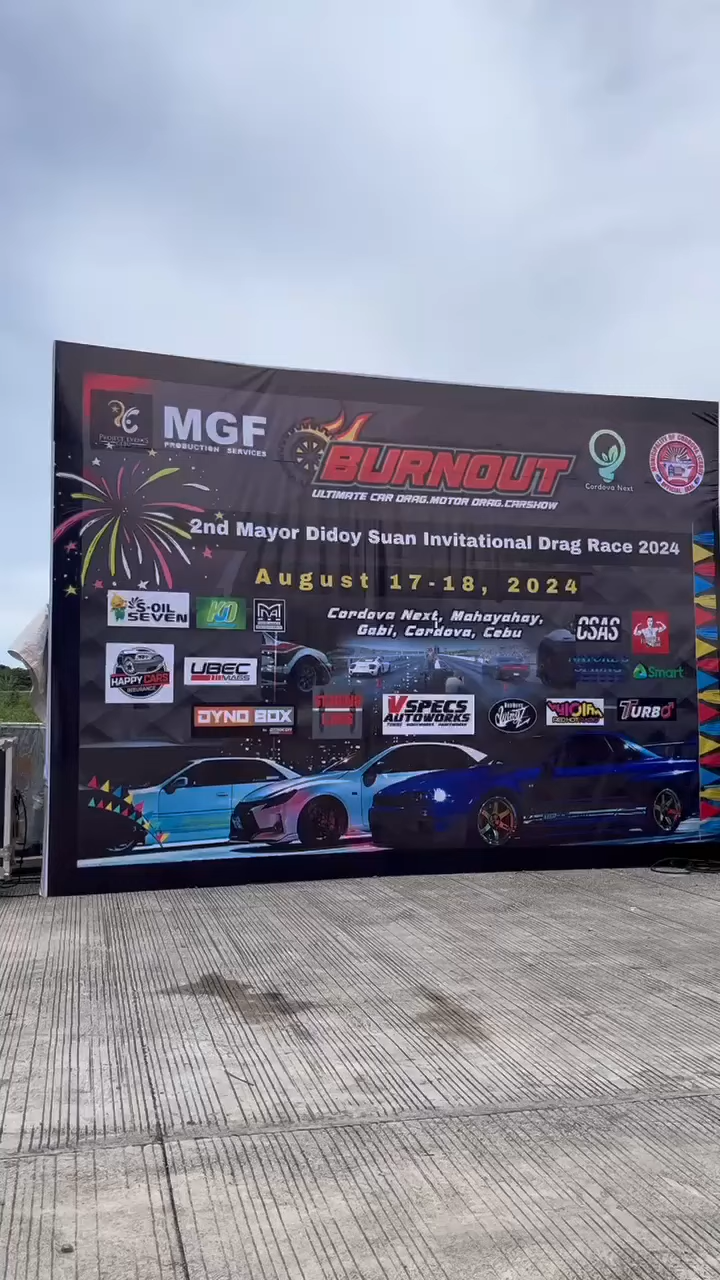 MGF
PRODUCTION SERVICES
BURNOUT
ULTIMATE CAR DRAG.MOTOR DRAG.CARSHOW
Cordova Next
2nd Mayor Didoy Suan Invitational Drag Race 2024
August 17-18, 2024
Cordova Next, Mahayahay,
Gabi, Cordova, Cebu
S-OIL
SEVEN
CSAS
HAPPY CARS
INSURANCE
UBEC
MASS
Smart
DYNO BOX
VSPECS
AUTOWORKS
TURBO